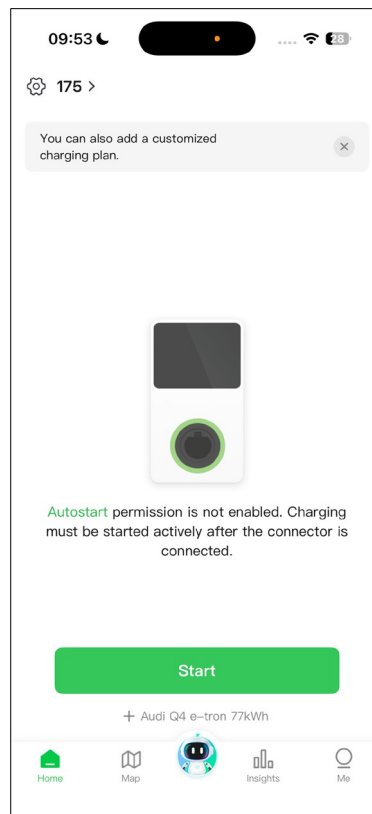 09:53
28
175 >
You can also add a customized
charging plan.
Autostart permission is not enabled. Charging
must be started actively after the connector is
connected.
Start
+ Audi Q4 e-tron 77kWh
Home Map Insights Me